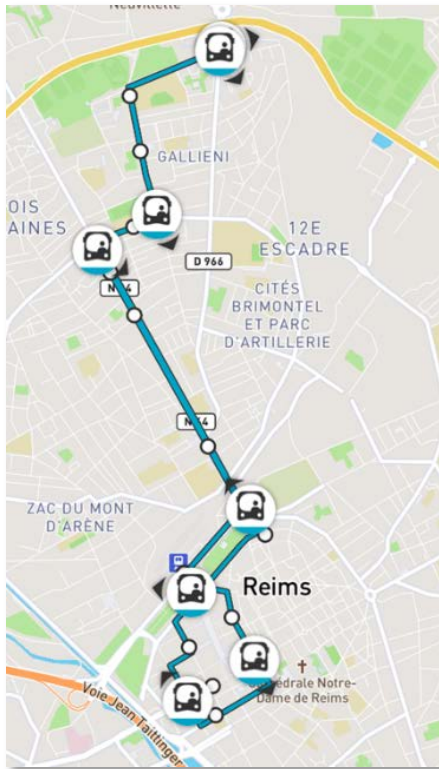 Neuvillette
GALLIENI
OIS
AINES
12E
ESCADRE
D 966
N 44
CITÉS
BRIMONTEL
ET PARC
D'ARTILLERIE
N 44
ZAC DU MONT
D'ARÈNE
Reims
Cathédrale Notre-
Dame de Reims
Voie Jean Taittinger